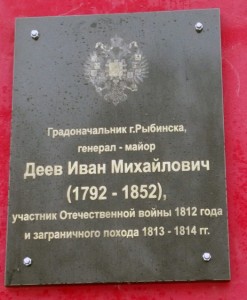 Градоначальник г.Рыбинска,
генерал - майор
Деев Иван Михайлович
(1792 - 1852),
участник Отечественной войны 1812 года
и заграничного похода 1813 - 1814 гг.